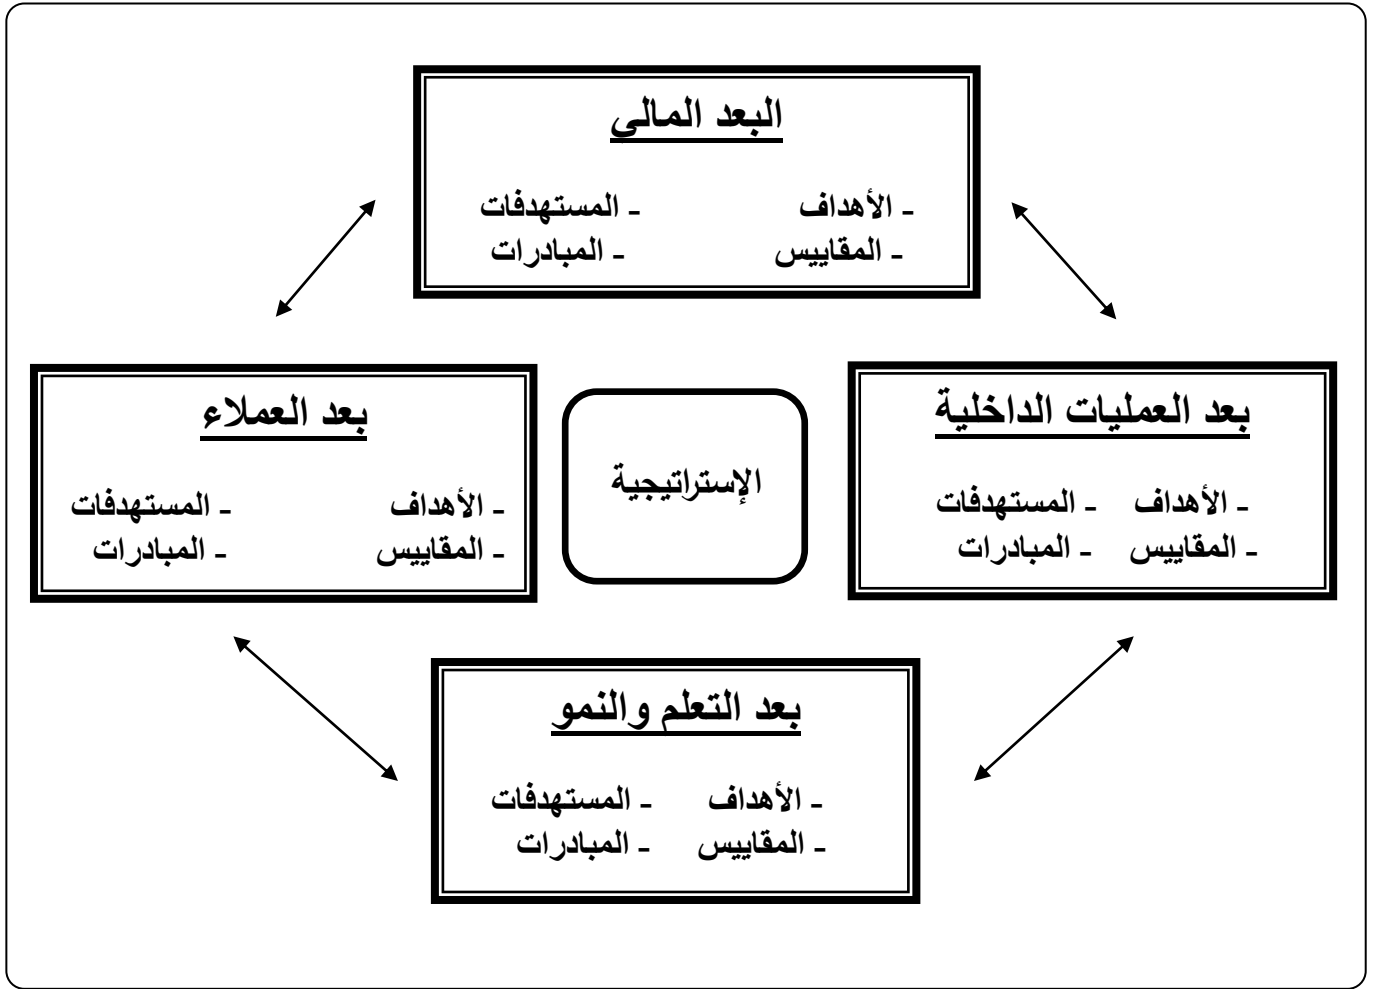 البعد المالي
- الأهداف - المستهدفات
- المقاييس - المبادرات
بعد العمليات الداخلية
- الأهداف - المستهدفات
- المقاييس - المبادرات
الإستراتيجية
بعد العملاء
- الأهداف - المستهدفات
- المقاييس - المبادرات
بعد التعلم والنمو
- الأهداف - المستهدفات
- المقاييس - المبادرات